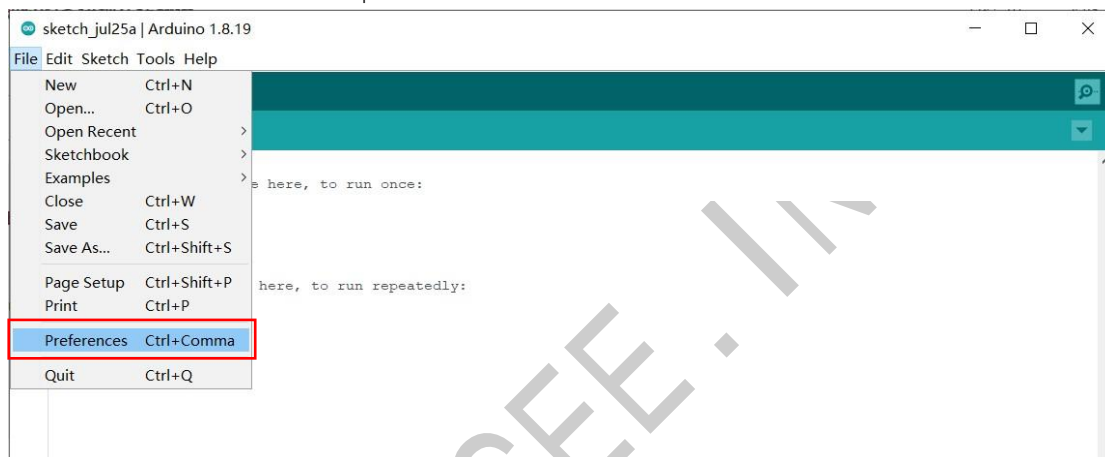 sketch_jul25a | Arduino 1.8.19
File Edit Sketch Tools Help
New Ctrl+N
Open... Ctrl+O
Open Recent >
Sketchbook >
Examples >
e here, to run once:
Close Ctrl+W
Save Ctrl+S
Save As... Ctrl+Shift+S
Page Setup Ctrl+Shift+P
here, to run repeatedly:
Print Ctrl+P
Preferences Ctrl+Comma
Quit Ctrl+Q